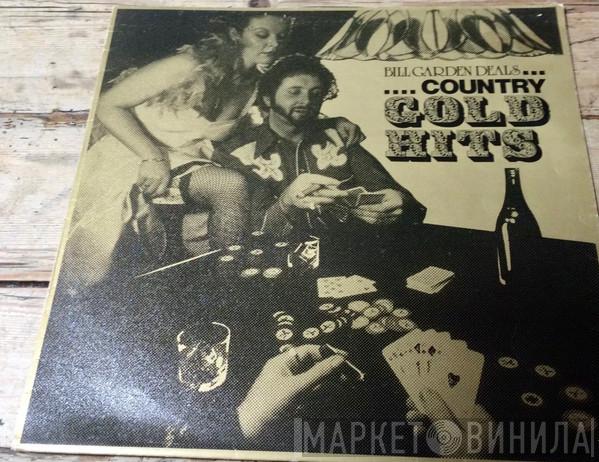 BILL GARDEN DEALS...
....COUNTRY
GOLD
HITS
МАРКЕТ ВИНИЛА